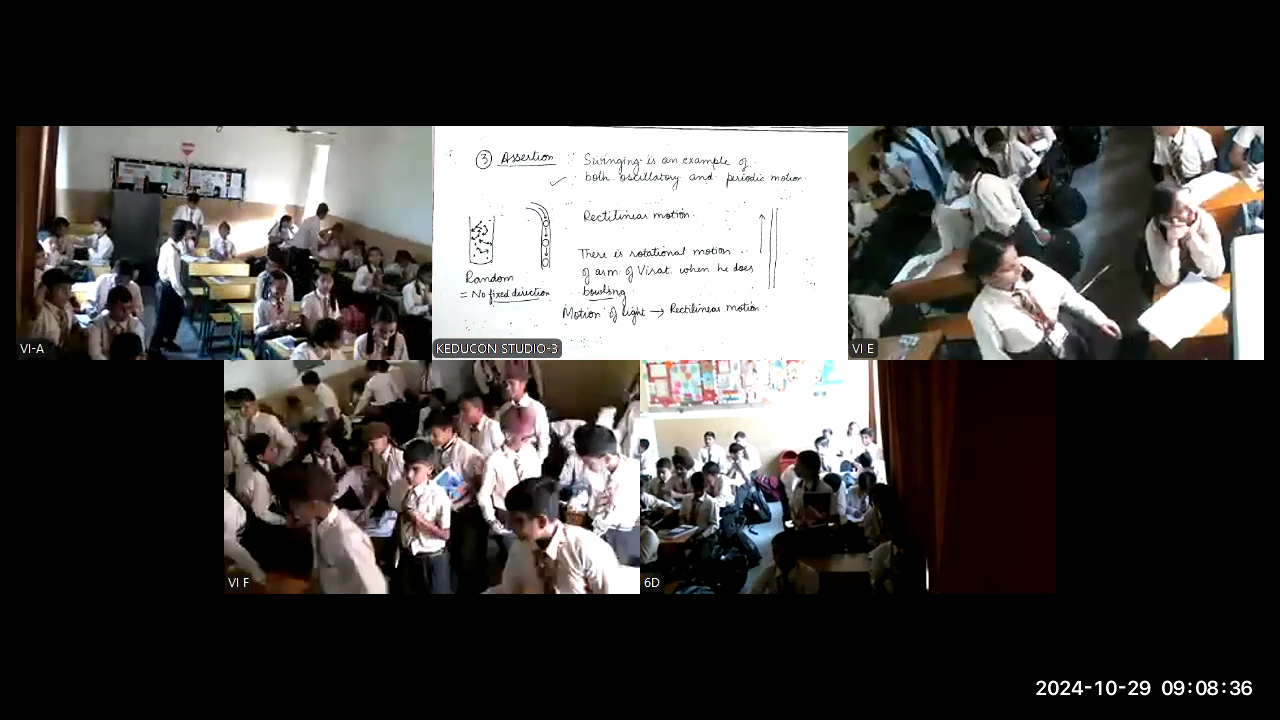 ③ Assertion : Swinging is an example of
both oscillatory and periodic motion.
Rectilinear motion.
There is rotational motion
of arm of Virat when he does
bowling
Random
= No fixed direction
Motion of light → Rectilinear motion.
VI-A
KEDUCON STUDIO-3
VI E
VI F
6D
2024-10-29 09:08:36